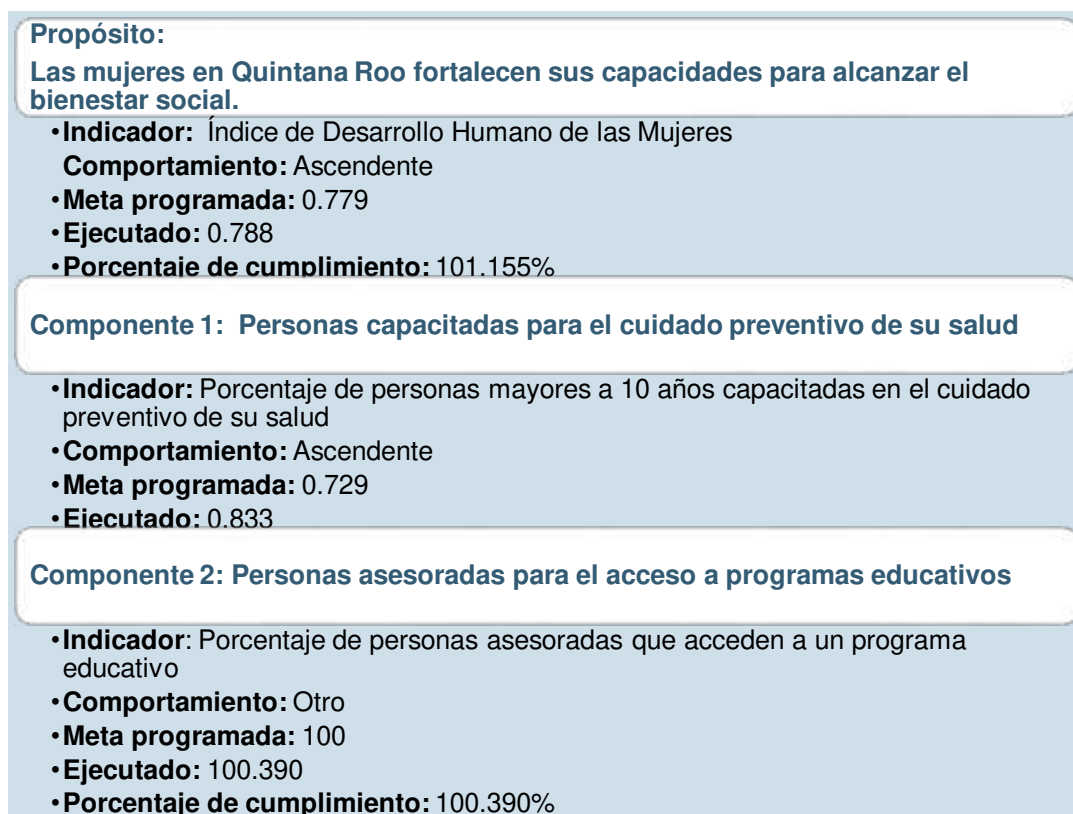 Propósito:
Las mujeres en Quintana Roo fortalecen sus capacidades para alcanzar el
bienestar social.
•Indicador: Índice de Desarrollo Humano de las Mujeres
Comportamiento: Ascendente
•Meta programada: 0.779
•Ejecutado: 0.788
•Porcentaje de cumplimiento: 101.155%
Componente 1: Personas capacitadas para el cuidado preventivo de su salud
•Indicador: Porcentaje de personas mayores a 10 años capacitadas en el cuidado
preventivo de su salud
•Comportamiento: Ascendente
•Meta programada: 0.729
•Ejecutado: 0.833
Componente 2: Personas asesoradas para el acceso a programas educativos
•Indicador: Porcentaje de personas asesoradas que acceden a un programa
educativo
•Comportamiento: Otro
•Meta programada: 100
•Ejecutado: 100.390
•Porcentaje de cumplimiento: 100.390%